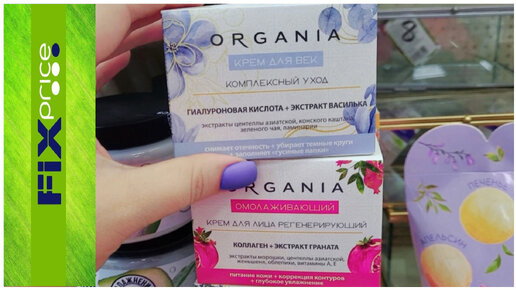 FIX price
ORGANIA
КРЕМ ДЛЯ ВЕК
КОМПЛЕКСНЫЙ УХОД
ГИАЛУРОНОВАЯ КИСЛОТА + ЭКСТРАКТ ВАСИЛЬКА
экстракты центеллы азиатской, конского каштана,
зеленого чая, ламинарии
снимает отечность + убирает темные круги
+ заполняет «гусиные лапки»
ORGANIA
ОМОЛАЖИВАЮЩИЙ
КРЕМ ДЛЯ ЛИЦА РЕГЕНЕРИРУЮЩИЙ
КОЛЛАГЕН + ЭКСТРАКТ ГРАНАТА
экстракты морошки, центеллы азиатской,
женьшеня, облепихи, витамины А, Е
питание кожи + коррекция контуров
+ глубокое увлажнение
8
ПЕЧЕНОЕ
АПЕЛЬСИН